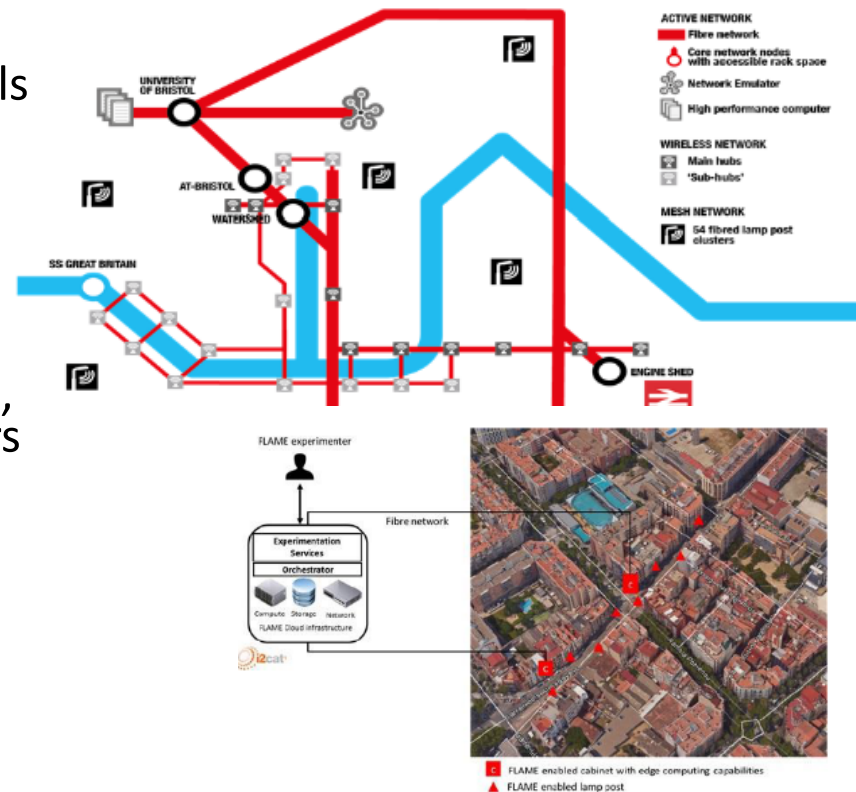 ls
,
rs
UNIVERSITY
OF BRISTOL
AT-BRISTOL
WATERSHED
SS GREAT BRITAIN
ENGINE SHED
ACTIVE NETWORK
Fibre network
Core network nodes
with accessible rack space
Network Emulator
High performance computer
WIRELESS NETWORK
Main hubs
'Sub-hubs'
MESH NETWORK
54 fibred lamp post
clusters
FLAME experimenter
Fibre network
Experimentation
Services
Orchestrator
Compute Storage Network
FLAME Cloud Infrastructure
i2cat
C
C
C FLAME enabled cabinet with edge computing capabilities
FLAME enabled lamp post